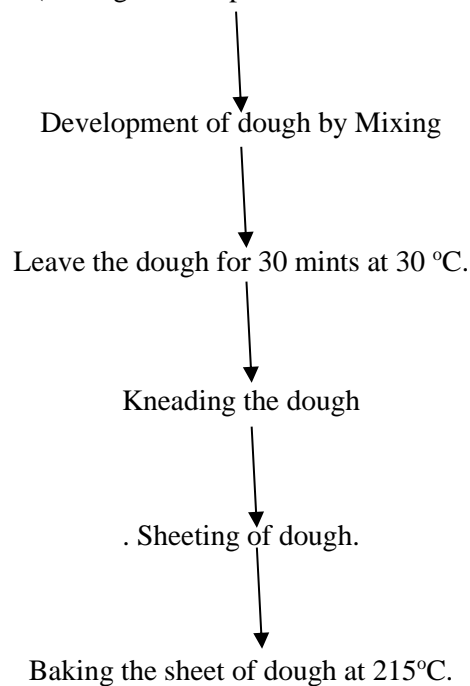 Development of dough by Mixing
Leave the dough for 30 mints at 30 ºC.
Kneading the dough
. Sheeting of dough.
Baking the sheet of dough at 215ºC.